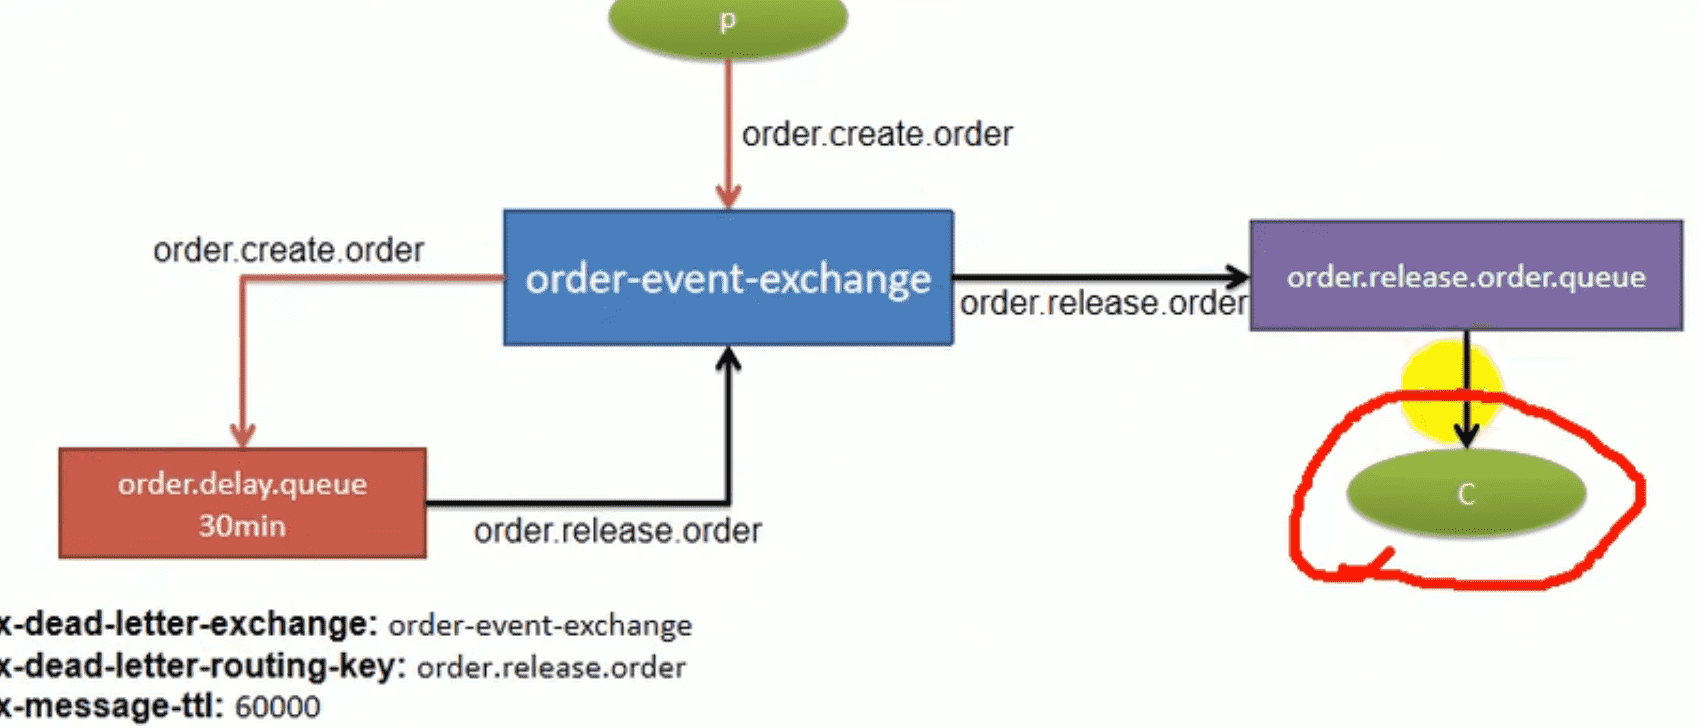 p
order.create.order
order.create.order
order-event-exchange
order.release.order
order.release.order.queue
order.delay.queue
30min
order.release.order
C
x-dead-letter-exchange: order-event-exchange
x-dead-letter-routing-key: order.release.order
x-message-ttl: 60000